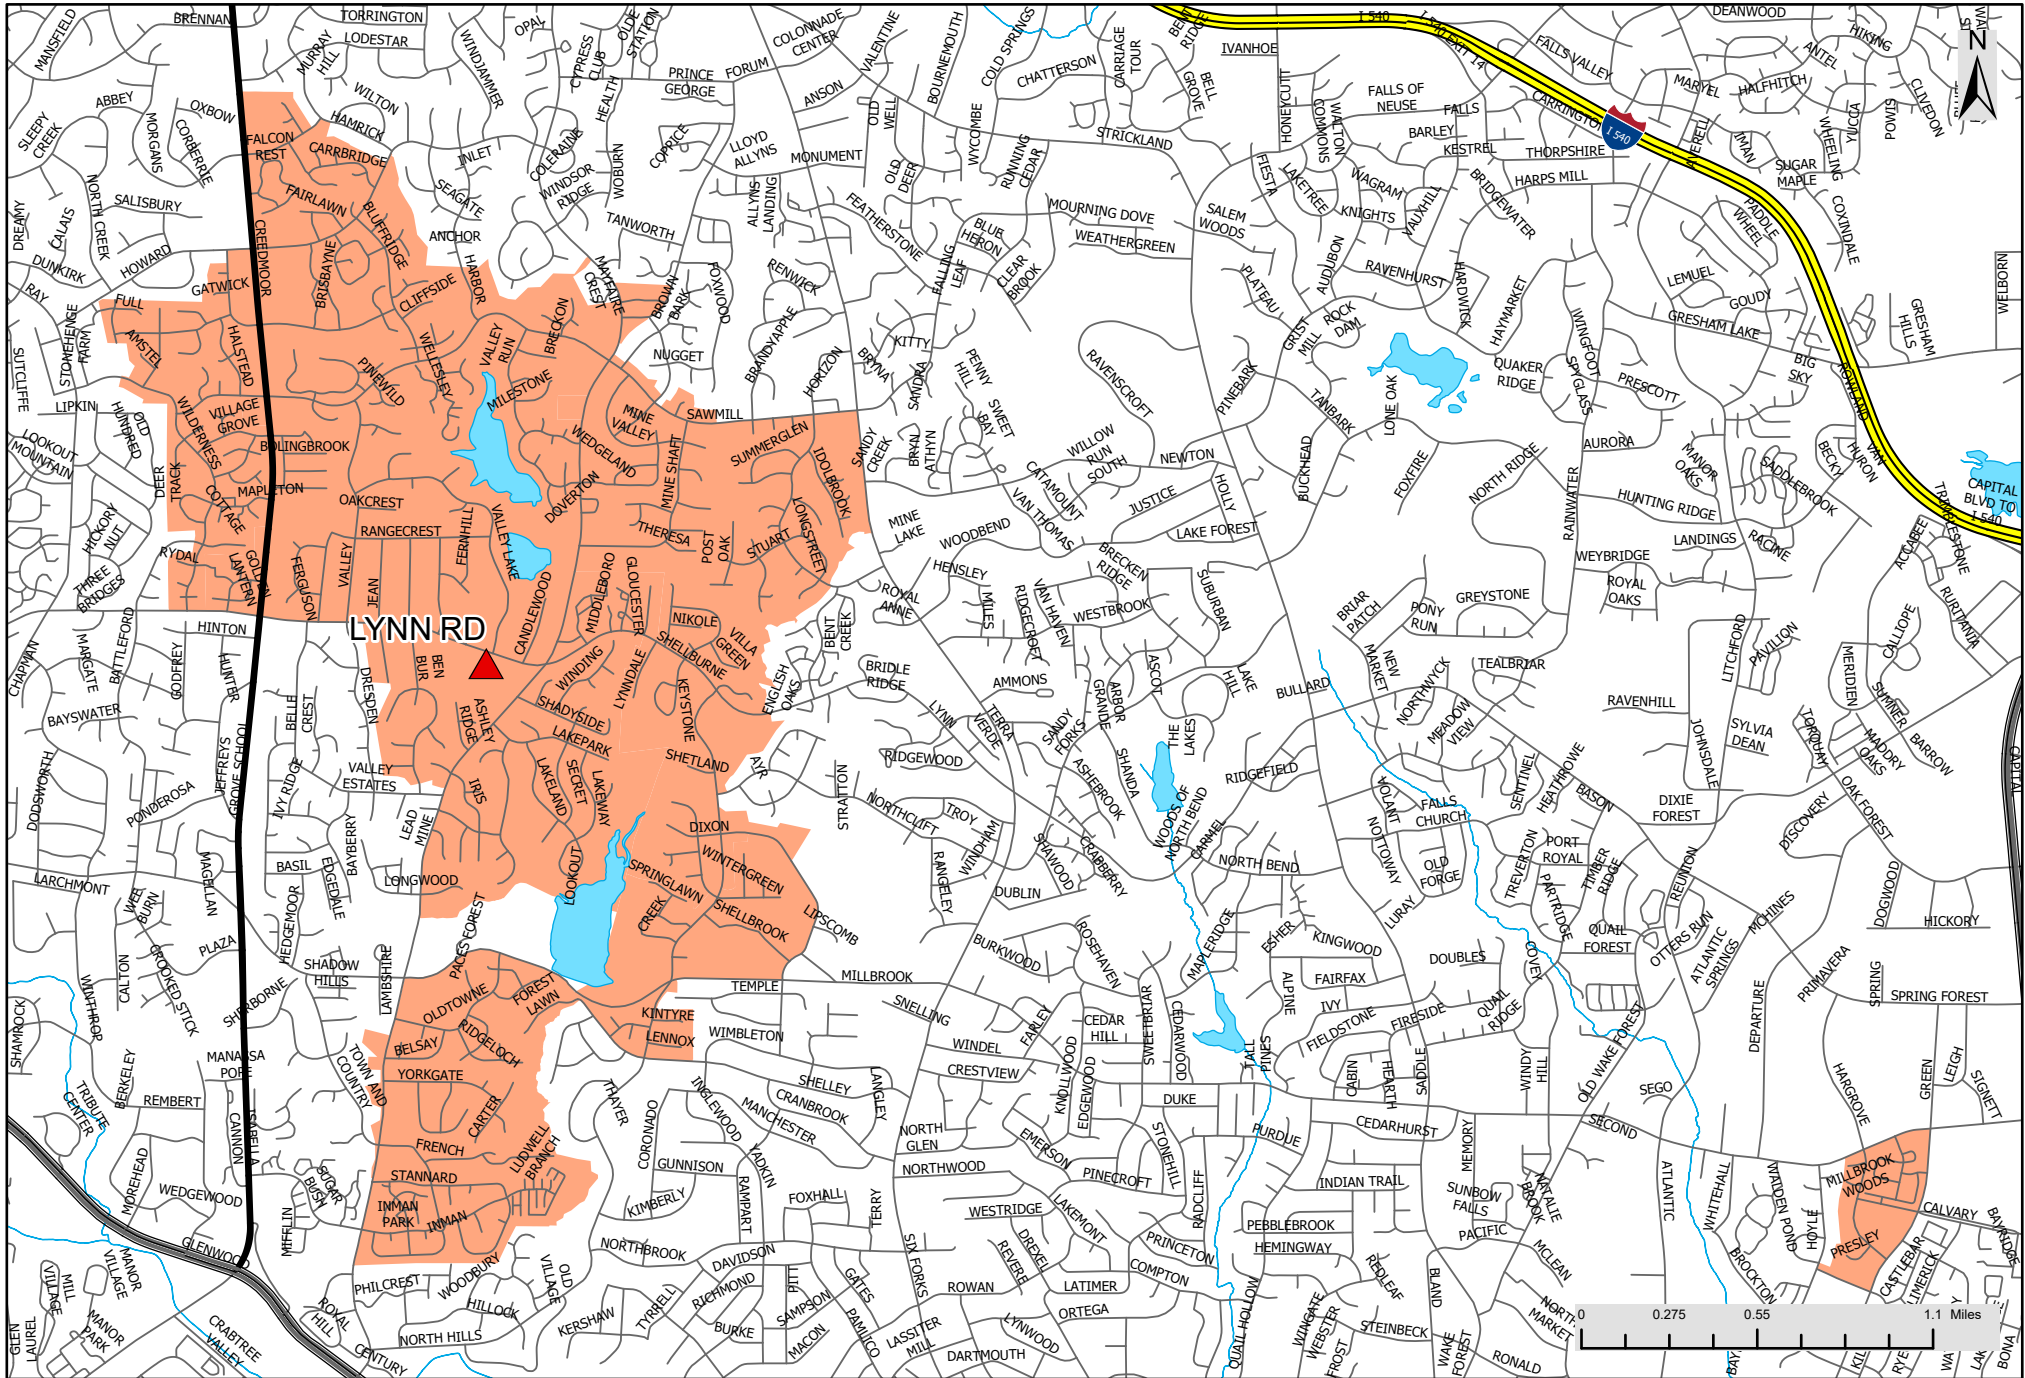 BRENNAN
TORRINGTON
OPAL
OLDE
STATION
COLONNADE
CENTER
VALENTINE
BOURNEMOUTH
COLD SPRINGS
CARRIAGE
TOUR
BENT
RIDGE
I 540
I 540 EXIT 14
IVANHOE
DEANWOOD
HIKING
MANSFIELD
MURRAY
HILL
LODESTAR
WINDJAMMER
CYPRESS
CLUB
HEALTH
PRINCE
GEORGE
FORUM
ANSON
OLD
WELL
CHATTERSON
BELL
GROVE
FALLS VALLEY
ANTEL
MARYEL
HALFHITCH
N
SLEEPY
CREEK
ABBEY
OXBOW
MORGANS
CORBERRIE
WILTON
HAMRICK
FALCON
REST
CARRBRIDGE
INLET
COLERAINE
WINDSOR
RIDGE
WOBURN
COPRICE
LLOYD
ALLYNS
MONUMENT
WYCOMBE
RUNNING
CEDAR
STRICKLAND
HONEYCUTT
WALTON
COMMONS
FALLS OF
NEUSE
FALLS
BARLEY
KESTREL
CARRINGTON
I 540
THORPSHIRE
AVERELL
IMAN
WHEELING
YUCCA
POWIS
CLIVEDON
SUGAR
MAPLE
DREAMY
CALAIS
NORTH CREEK
SALISBURY
FAIRLAWN
BLUFFRIDGE
SEAGATE
ANCHOR
TANWORTH
ALLYNS
LANDING
OLD
DEER
FEATHERSTONE
BLUE
HERON
MOURNING DOVE
WEATHERGREEN
SALEM
WOODS
FIESTA
LAKETREE
WAGRAM
KNIGHTS
VAUXHILL
BRIDGEWATER
HARPS MILL
PADDLE
WHEEL
COXINDALE
DUNKIRK
HOWARD
CREEDMOOR
BRISBAYNE
HARBOR
CLIFFSIDE
MAYFAIRE
CREST
BROWN
BARK
FOXWOOD
RENWICK
FALLING
LEAF
CLEAR
BROOK
PLATEAU
AUDUBON
RAVENHURST
HARDWICK
HAYMARKET
LEMUEL
GOUDY
WELBORN
RAY
STONEHENGE
FARM
FULL
GATWICK
AMSTEL
HALSTEAD
WELLESLEY
VALLEY
RUN
BRECKON
NUGGET
BRANDYAPPLE
HORIZON
BRYNA
KITTY
SANDRA
PENNY
HILL
RAVENSCROFT
PINEBARK
GRIST
MILL
ROCK
DAM
QUAKER
RIDGE
WINGFOOT
SPYGLASS
GRESHAM LAKE
PRESCOTT
BIG
SKY
ROWLAND
GRESHAM
HILLS
SUTCLIFFE
LIPKIN
LOOKOUT
MOUNTAIN
OLD
HUNDRED
WILDERNESS
VILLAGE
GROVE
PINEWILD
MILESTONE
MINE
VALLEY
SAWMILL
BOLINGBROOK
WEDGELAND
SUMMERGLEN
IDOLBROOK
SANDY
CREEK
BRYN
ATHYN
SWEET
BAY
WILLOW
RUN
SOUTH
NEWTON
TANBARK
LONE OAK
BUCKHEAD
FOXFIRE
NORTH RIDGE
AURORA
MANOR
OAKS
SADDLEBROOK
BECKY
HURON
VAN
DEER
TRACK
COTTAGE
MAPLETON
OAKCREST
DOVERTON
MINE SHAFT
LONGSTREET
CATAMOUNT
VAN THOMAS
JUSTICE
HOLLY
RAINWATER
HUNTING RIDGE
CAPITAL
BLVD TO
I 540
TRIMBLESTONE
HICKORY
NUT
RYDAL
LANTERN
GOLDEN
RANGECREST
FERNHILL
VALLEY LAKE
THERESA
POST
OAK
STUART
MINE
LAKE
WOODBEND
LAKE FOREST
LANDINGS
RACINE
ACCABEE
THREE
BRIDGES
FERGUSON
VALLEY
JEAN
CANDLEWOOD
MIDDLEBORO
GLOUCESTER
ROYAL
ANNE
HENSLEY
MILES
RIDGECROFT
VAN HAVEN
BRECKEN
RIDGE
WESTBROOK
SUBURBAN
BRIAR
PATCH
PONY
RUN
GREYSTONE
WEYBRIDGE
ROYAL
OAKS
RURITANIA
CHAPMAN
MARGATE
BATTLEFORD
HINTON
GODFREY
HUNTER
LYNN RD
BEN
BUR
WINDING
LYNNDALE
NIKOLE
SHELLBURNE
VILLA
GREEN
BENT
CREEK
BRIDLE
RIDGE
ENGLISH
OAKS
AMMONS
ASCOT
LAKE
HILL
NEW
MARKET
TEALBRIAR
LITCHFORD
PAVILION
MERIDIEN
CALLIOPE
BAYSWATER
BELLE
CREST
DRESDEN
ASHLEY
RIDGE
SHADYSIDE
LAKEPARK
KEYSTONE
SHETLAND
LYNN
TERRA
VERDE
SANDY
FORKS
ARBOR
GRANDE
THE
LAKES
BULLARD
NORTHWYCK
MEADOW
VIEW
RAVENHILL
JOHNSDALE
SYLVIA
DEAN
TORQUAY
MADDRY
OAKS
SUMNER
BARROW
CAPITAL
DODSWORTH
PONDEROSA
JEFFREYS
GROVE SCHOOL
IVY RIDGE
VALLEY
ESTATES
IRIS
LAKELAND
SECRET
LAKEWAY
AYR
STRATTON
RIDGEWOOD
ASHEBROOK
SHANDA
RIDGEFIELD
VOLANT
SENTINEL
HEATHROWE
BASON
DIXIE
FOREST
DISCOVERY
OAK FOREST
LEAD
MINE
BAYBERRY
BASIL
EDGEDALE
LONGWOOD
LOOKOUT
DIXON
WINTERGREEN
NORTHCLIFT
TROY
WINDHAM
RANGELEY
SHAWOOD
CRABBERRY
WOODS OF
NORTH BEND
CARMEL
NORTH BEND
FALLS
CHURCH
NOTTOWAY
OLD
FORGE
TREVERTON
PORT
ROYAL
TIMBER
RIDGE
REUNION
LARCHMONT
WEE
BURN
MAGELLAN
HEDGEMOOR
PACES FOREST
SPRINGLAWN
CREEK
SHELLBROOK
LIPSCOMB
DUBLIN
LURAY
PARTRIDGE
QUAIL
FOREST
OTTERS RUN
MCHINES
DOGWOOD
HICKORY
WINTHROP
CALTON
CROOKED STICK
PLAZA
SHADOW
HILLS
SHERBORNE
LAMBSHIRE
OLDTOWNE
FOREST
LAWN
TEMPLE
MILLBROOK
BURKWOOD
ROSEHAVEN
MAPLERIDGE
ESHER
KINGWOOD
FAIRFAX
ALPINE
DOUBLES
COVEY
ATLANTIC
SPRINGS
PRIMAVERA
SPRING
SPRING FOREST
SHAMROCK
MANASSA
POPE
TOWN AND
COUNTRY
BELSAY
RIDGELOCH
KINTYRE
LENNOX
WIMBLETON
SNELLING
FARLEY
CEDAR
HILL
SWEETBRIAR
CEDARWOOD
TALL
PINES
IVY
FIELDSTONE
FIRESIDE
QUAIL
RIDGE
OLD WAKE FOREST
DEPARTURE
TRIBUTE
CENTER
BERKELEY
REMBERT
YORKGATE
CARTER
THAYER
SHELLEY
CRANBROOK
LANGLEY
WINDEL
CRESTVIEW
KNOLLWOOD
EDGEWOOD
DUKE
CABIN
HEARTH
SADDLE
WINDY
HILL
SEGO
HARGROVE
GREEN
LEIGH
SIGNETT
CANNON
ISABELLA
FRENCH
LUDWELL
BRANCH
CORONADO
INGLEWOOD
MANCHESTER
NORTH
GLEN
EMERSON
STONEHILL
PURDUE
CEDARHURST
MEMORY
SECOND
MOREHEAD
WEDGEWOOD
SUGAR
BUSH
STANNARD
GUNNISON
YADKIN
NORTHWOOD
PINECROFT
RADCLIFF
INDIAN TRAIL
SUNBOW
FALLS
NATALIE
BROOK
ATLANTIC
WHITEHALL
WALDEN POND
MILLBROOK
WOODS
CALVARY
BAYRIDGE
MIFFLIN
INMAN
PARK
INMAN
KIMBERLY
RAMPART
FOXHALL
TERRY
WESTRIDGE
LAKEMONT
PEBBLEBROOK
HEMINGWAY
PACIFIC
HOYLE
PRESLEY
GLENWOOD
MANOR
VILLAGE
MILL
VILLAGE
PHILCREST
WOODBURY
OLD
VILLAGE
NORTHBROOK
DAVIDSON
SIX FORKS
REVERE
DREXEL
PRINCETON
COMPTON
REDLEAF
BLAND
MCLEAN
BROCKTON
CASTLEBAR
LIMERICK
GLEN
LAUREL
MANOR
PARK
CRABTREE
VALLEY
ROYAL
HILL
CENTURY
NORTH HILLS
HILLOCK
KERSHAW
TYRRELL
RICHMOND
BURKE
PITT
SAMPSON
MACON
GATES
PAMLICO
LASSITER
MILL
ROWAN
DARTMOUTH
LYNWOOD
LATIMER
ORTEGA
QUAIL HOLLOW
WINGATE
WEBSTER
FROST
STEINBECK
WAKE
FOREST
RONALD
NORTH
MARKET
0 0.275 0.55 1.1 Miles
BONA